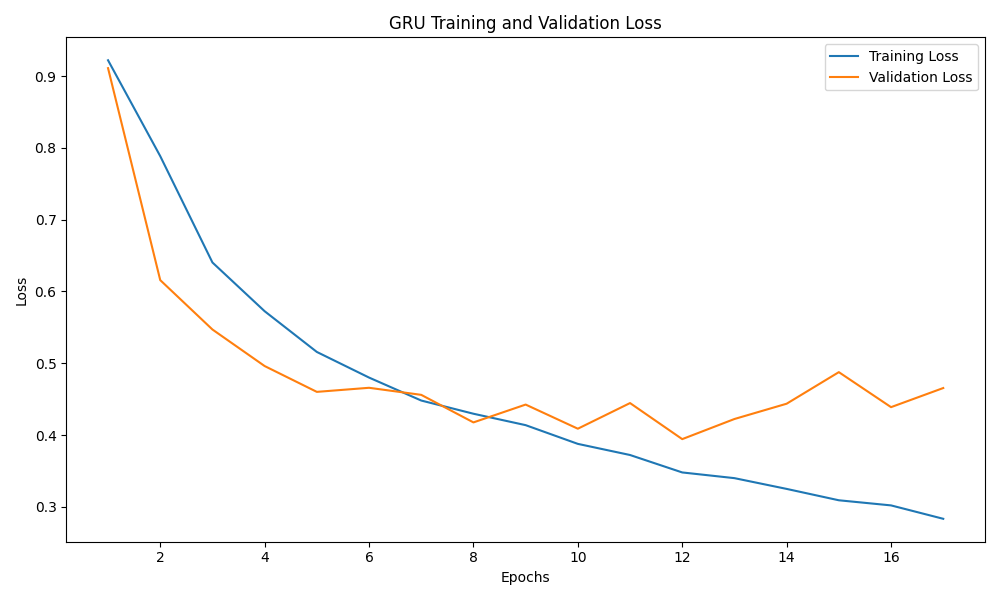 GRU Training and Validation Loss
Training Loss
Validation Loss
0.9
0.8
0.7
0.6
0.5
0.4
0.3
Loss
2 4 6 8 10 12 14 16
Epochs